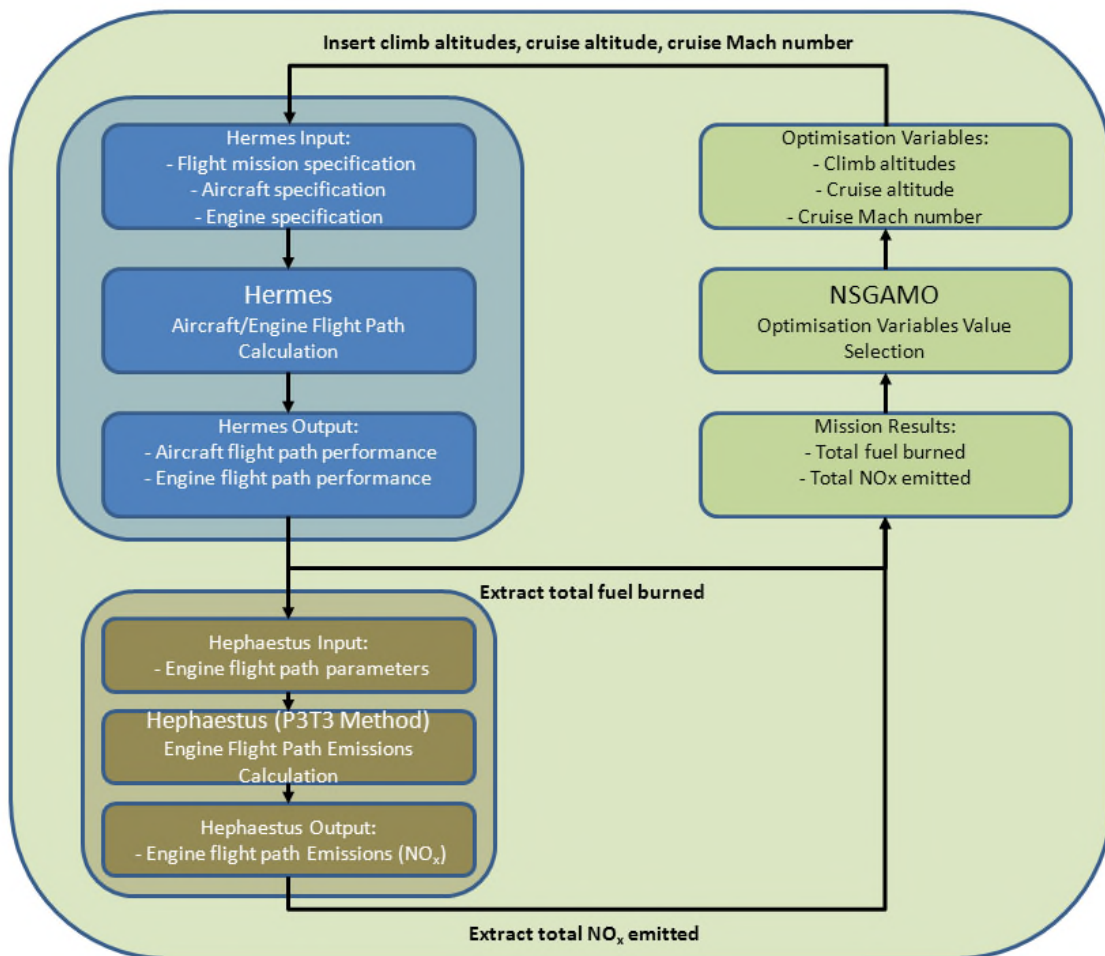 Insert climb altitudes, cruise altitude, cruise Mach number
Hermes Input:
- Flight mission specification
- Aircraft specification
- Engine specification
Hermes
Aircraft/Engine Flight Path
Calculation
Hermes Output:
- Aircraft flight path performance
- Engine flight path performance
Optimisation Variables:
- Climb altitudes
- Cruise altitude
- Cruise Mach number
NSGAMO
Optimisation Variables Value
Selection
Mission Results:
- Total fuel burned
- Total NOx emitted
Extract total fuel burned
Hephaestus Input:
- Engine flight path parameters
Hephaestus (P3T3 Method)
Engine Flight Path Emissions
Calculation
Hephaestus Output:
- Engine flight path Emissions (NOₓ)
Extract total NOₓ emitted